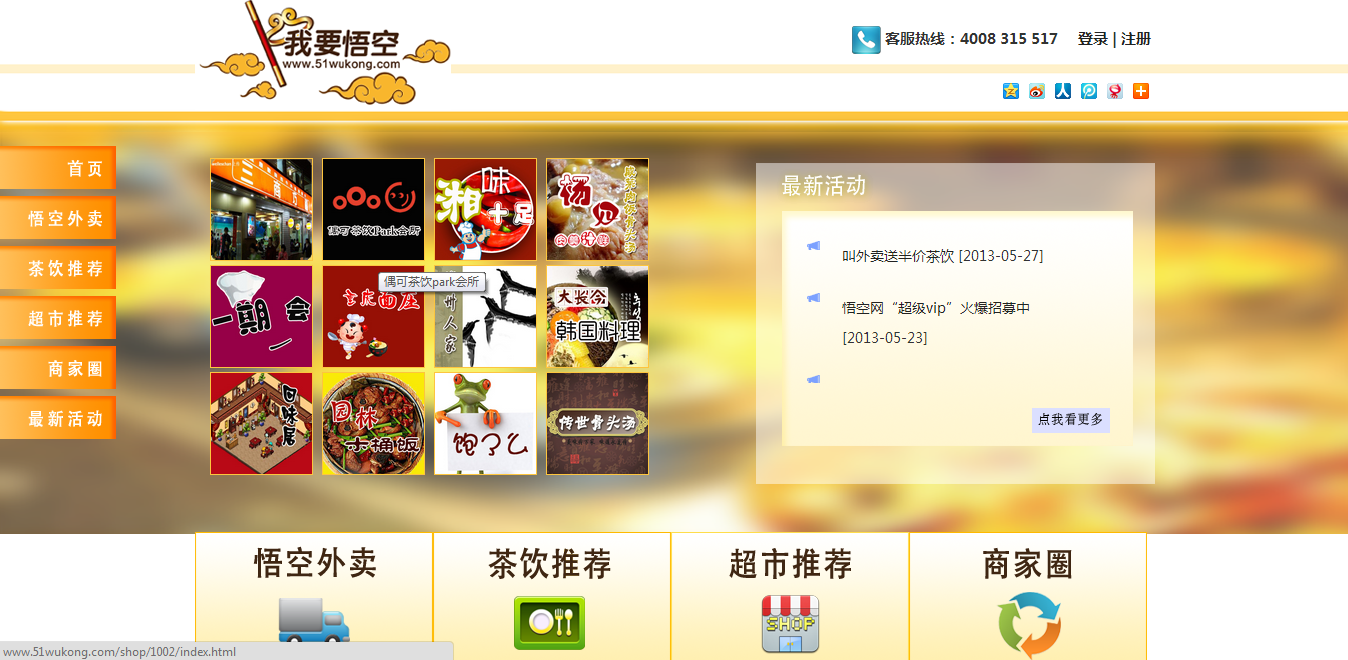 我要悟空
www.51wukong.com
客服热线：4008 315 517
登录 | 注册
首页
悟空外卖
茶饮推荐
超市推荐
商家圈
最新活动
偶可茶饮Park会所
味
湘
十足
杨
一期一会
面庄
偶可茶饮park会所
卅人家
大长今
韩国料理
回味居
园林
木桶饭
饱了么
传世骨头汤
最新活动
叫外卖送半价茶饮 [2013-05-27]
悟空网“超级vip”火爆招募中
[2013-05-23]
点我看更多
悟空外卖
茶饮推荐
超市推荐
商家圈
SHOP
www.51wukong.com/shop/1002/index.html